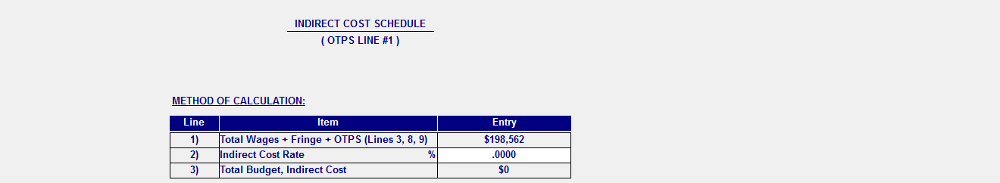 INDIRECT COST SCHEDULE
( OTPS LINE #1 )
METHOD OF CALCULATION:
Line Item Entry
1) Total Wages + Fringe + OTPS (Lines 3, 8, 9) $198,562
2) Indirect Cost Rate % .0000
3) Total Budget, Indirect Cost $0